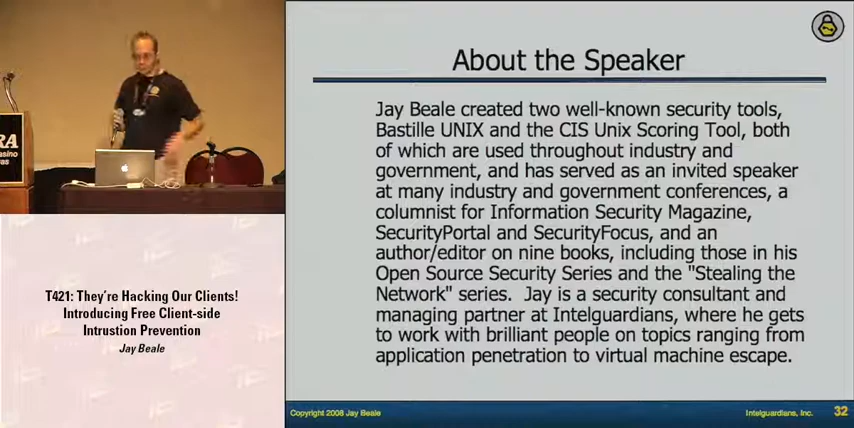 RA
asino
as
T421: They're Hacking Our Clients!
Introducing Free Client-side
Intrustion Prevention
Jay Beale
About the Speaker
Jay Beale created two well-known security tools,
Bastille UNIX and the CIS Unix Scoring Tool, both
of which are used throughout industry and
government, and has served as an invited speaker
at many industry and government conferences, a
columnist for Information Security Magazine,
SecurityPortal and SecurityFocus, and an
author/editor on nine books, including those in his
Open Source Security Series and the "Stealing the
Network" series.  Jay is a security consultant and
managing partner at Intelguardians, where he gets
to work with brilliant people on topics ranging from
application penetration to virtual machine escape.
Copyright 2008 Jay Beale
Intelguardians, Inc.
32